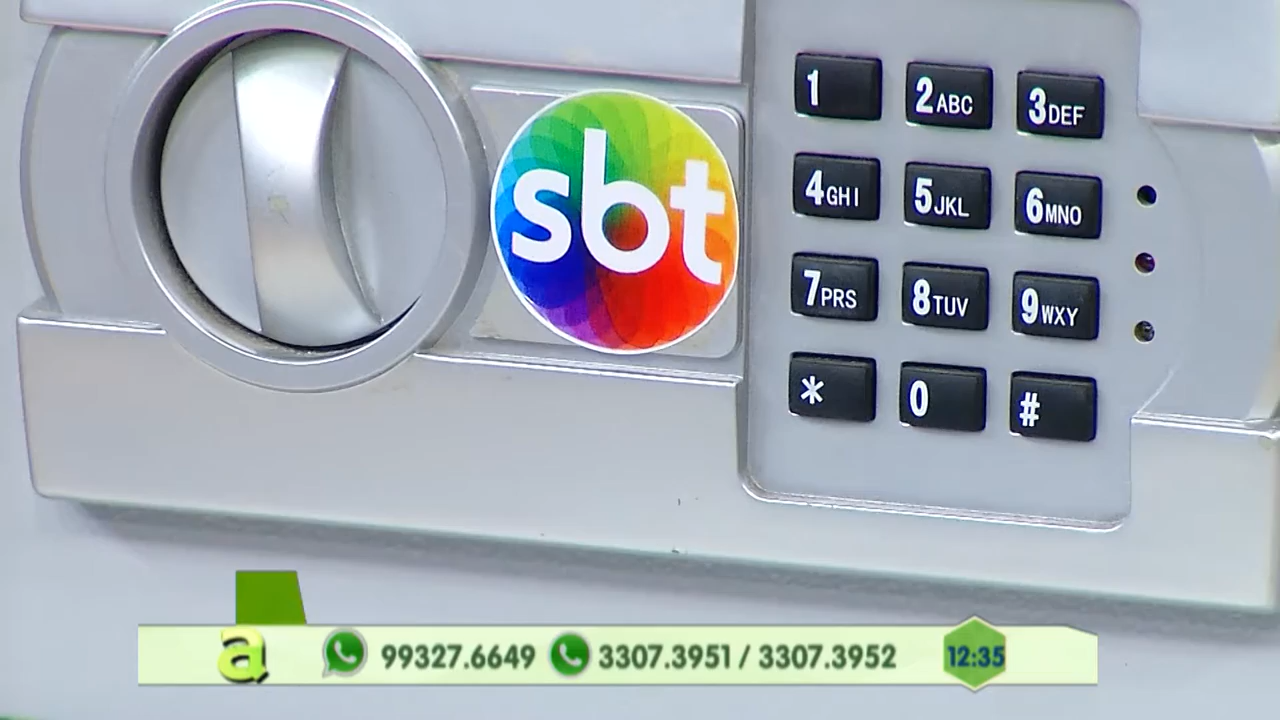 sbt
1 2ABC 3DEF
4GHI 5JKL 6MNO
7PRS 8TUV 9WXY
* 0 #
a 99327.6649 3307.3951 / 3307.3952 12:35